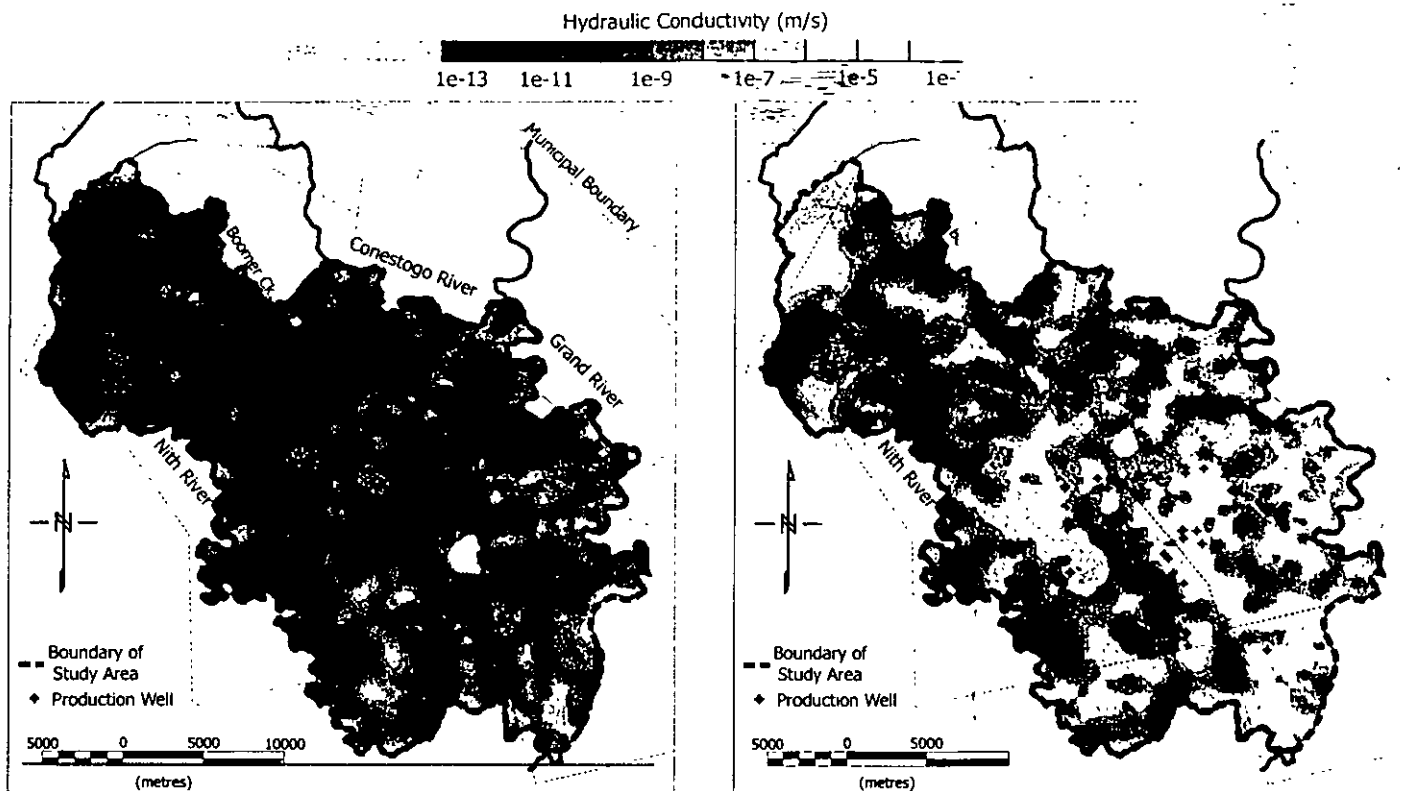 Hydraulic Conductivity (m/s)
1e-13 1e-11 1e-9 1e-7 1e-5 1e-
Municipal Boundary
Boomer Ck.
Conestogo River
Grand River
Nith River
N
Boundary of
Study Area
Production Well
5000 0 5000 10000
(metres)
Nith River
N
Boundary of
Study Area
Production Well
5000 0 5000
(metres)